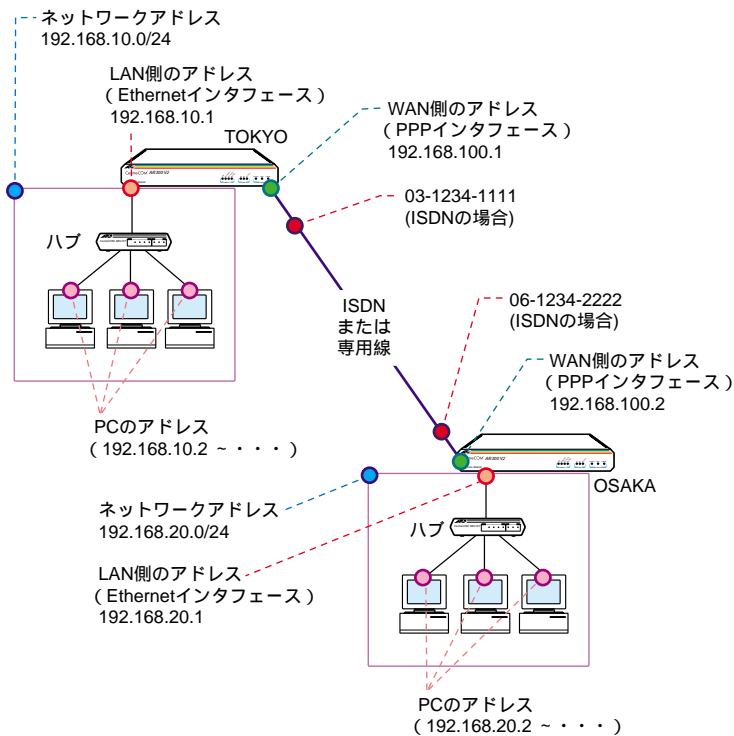 ネットワークアドレス
192.168.10.0/24
LAN側のアドレス
（Ethernetインタフェース）
192.168.10.1
TOKYO
WAN側のアドレス
（PPPインタフェース）
192.168.100.1
CentreCOM AR300 V2
03-1234-1111
(ISDNの場合)
ハブ
ISDN
または
専用線
06-1234-2222
(ISDNの場合)
WAN側のアドレス
（PPPインタフェース）
192.168.100.2
PCのアドレス
（192.168.10.2 ~ ・・・）
AR300 V2
OSAKA
ネットワークアドレス
192.168.20.0/24
ハブ
LAN側のアドレス
（Ethernetインタフェース）
192.168.20.1
PCのアドレス
（192.168.20.2 ~ ・・・）